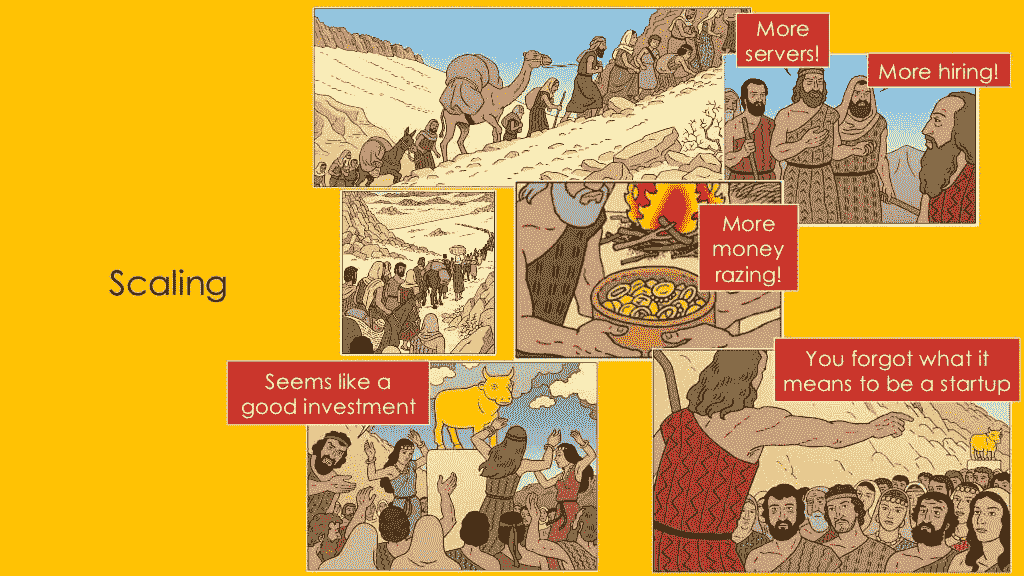 More
servers!
More hiring!
Scaling
More
money
razing!
Seems like a
good investment
You forgot what it
means to be a startup